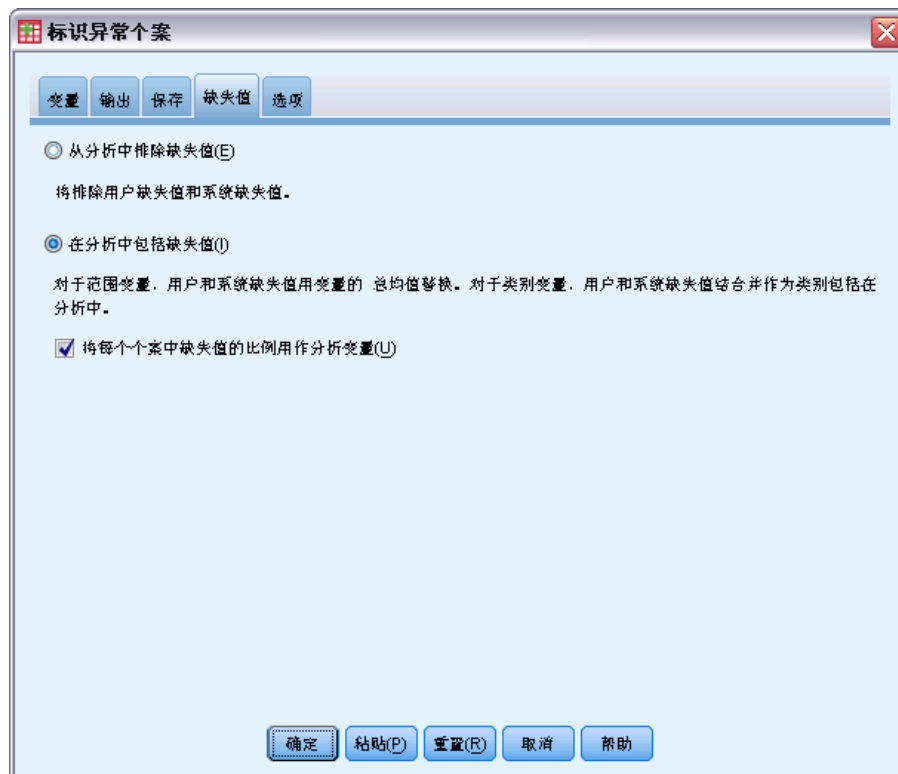 标识异常个案
变量 输出 保存 缺失值 选项
从分析中排除缺失值(E)
将排除用户缺失值和系统缺失值。
在分析中包括缺失值(I)
对于范围变量，用户和系统缺失值用变量的 总均值替换。对于类别变量，用户和系统缺失值结合并作为类别包括在
分析中。
将每个个案中缺失值的比例用作分析变量(U)
确定 粘贴(P) 重置(R) 取消 帮助